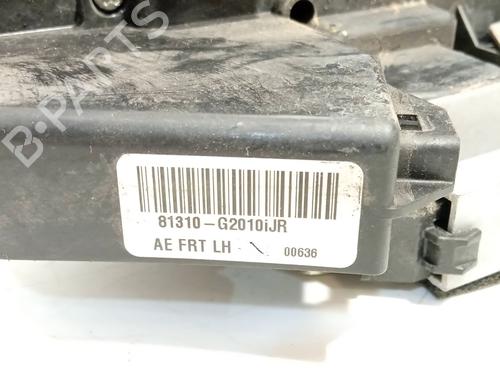 B-PARTS
81310-G2010iJR
AE FRT LH - 00636